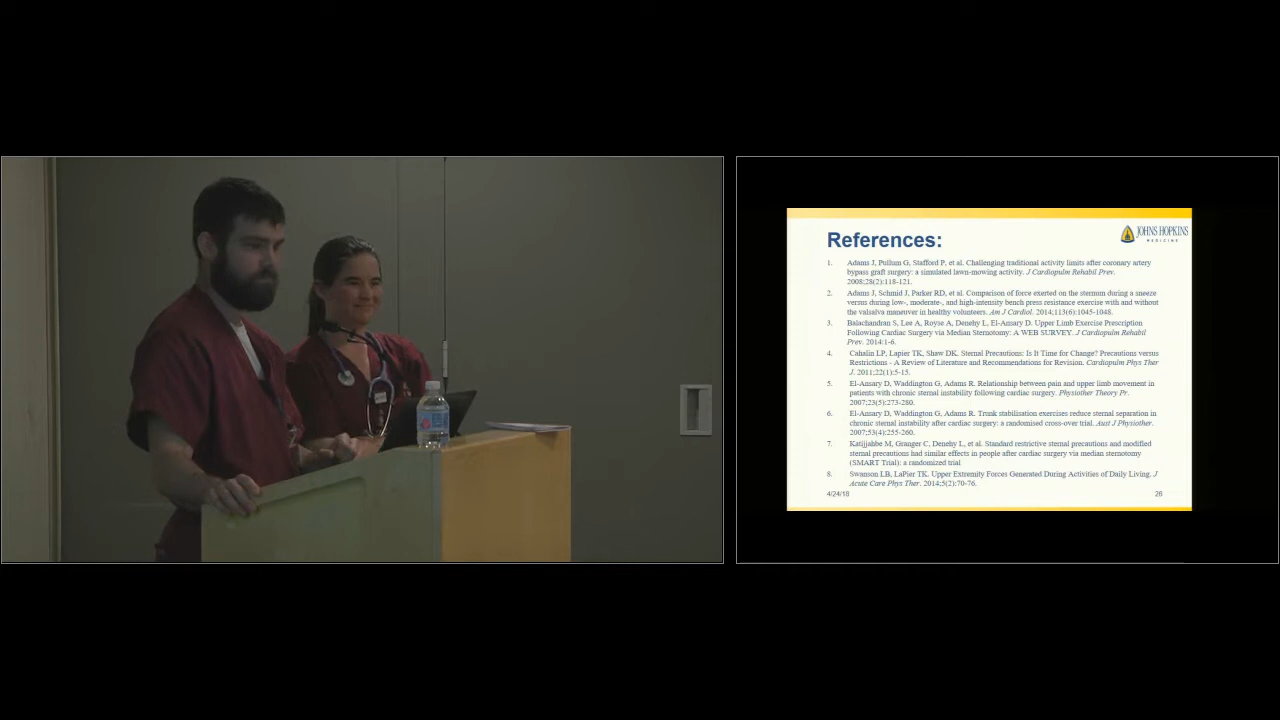 References:
JOHNS HOPKINS
MEDICINE
1. Adams J, Pullum G, Stafford P, et al. Challenging traditional activity limits after coronary artery
bypass graft surgery: a simulated lawn-mowing activity. J Cardiopulm Rehabil Prev.
2008;28(2):118-121.
2. Adams J, Schmid J, Parker RD, et al. Comparison of force exerted on the sternum during a sneeze
versus during low-, moderate-, and high-intensity bench press resistance exercise with and without
the valsalva maneuver in healthy volunteers. Am J Cardiol. 2014;113(6):1045-1048.
3. Balachandran S, Lee A, Royse A, Denehy L, El-Ansary D. Upper Limb Exercise Prescription
Following Cardiac Surgery via Median Sternotomy: A WEB SURVEY. J Cardiopulm Rehabil
Prev. 2014:1-6.
4. Cahalin LP, Lapier TK, Shaw DK. Sternal Precautions: Is It Time for Change? Precautions versus
Restrictions - A Review of Literature and Recommendations for Revision. Cardiopulm Phys Ther
J. 2011;22(1):5-15.
5. El-Ansary D, Waddington G, Adams R. Relationship between pain and upper limb movement in
patients with chronic sternal instability following cardiac surgery. Physiother Theory Pr.
2007;23(5):273-280.
6. El-Ansary D, Waddington G, Adams R. Trunk stabilisation exercises reduce sternal separation in
chronic sternal instability after cardiac surgery: a randomised cross-over trial. Aust J Physiother.
2007;53(4):255-260.
7. Katijjahbe M, Granger C, Denehy L, et al. Standard restrictive sternal precautions and modified
sternal precautions had similar effects in people after cardiac surgery via median sternotomy
(SMART Trial): a randomized trial
8. Swanson LB, LaPier TK. Upper Extremity Forces Generated During Activities of Daily Living. J
Acute Care Phys Ther. 2014;5(2):70-76.
4/24/18
26